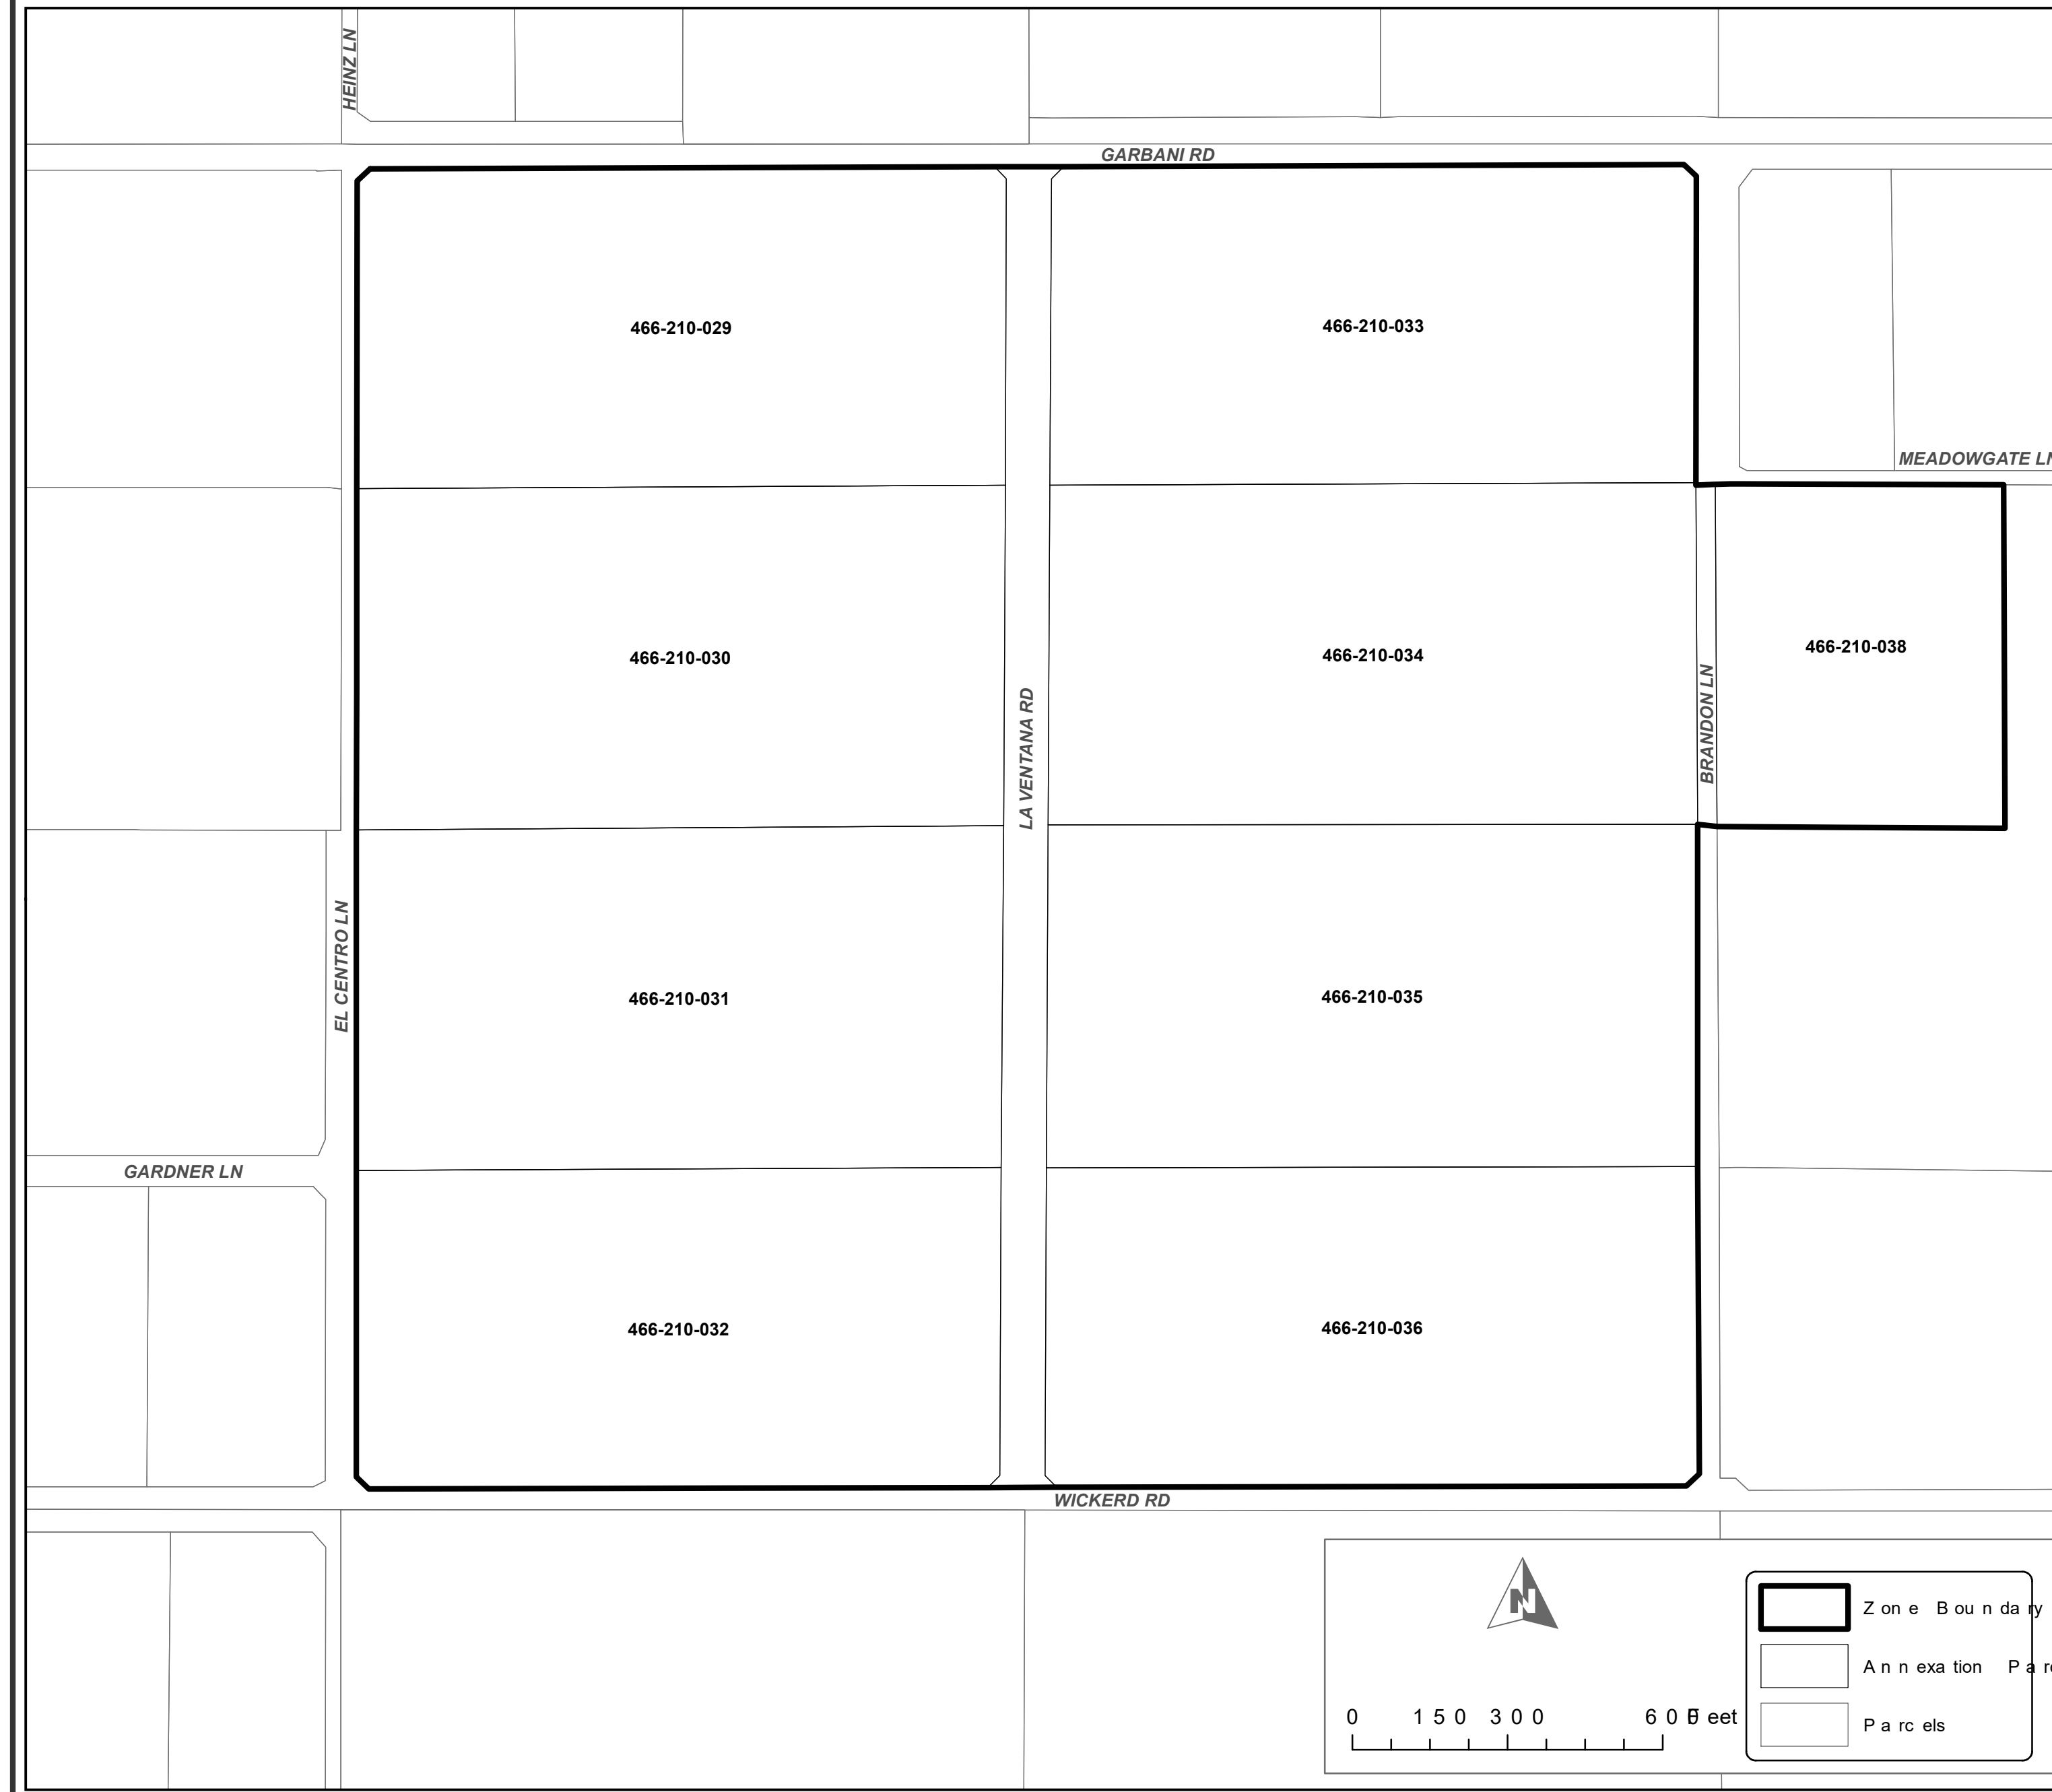 HEINZ LN
GARBANI RD
466-210-029
466-210-033
MEADOWGATE LN
466-210-030
466-210-034
466-210-038
LA VENTANA RD
BRANDON LN
EL CENTRO LN
466-210-031
466-210-035
GARDNER LN
466-210-032
466-210-036
WICKERD RD
N
Zone Boundary
Annexation Parc
Parcels
0 150 300 600 Feet